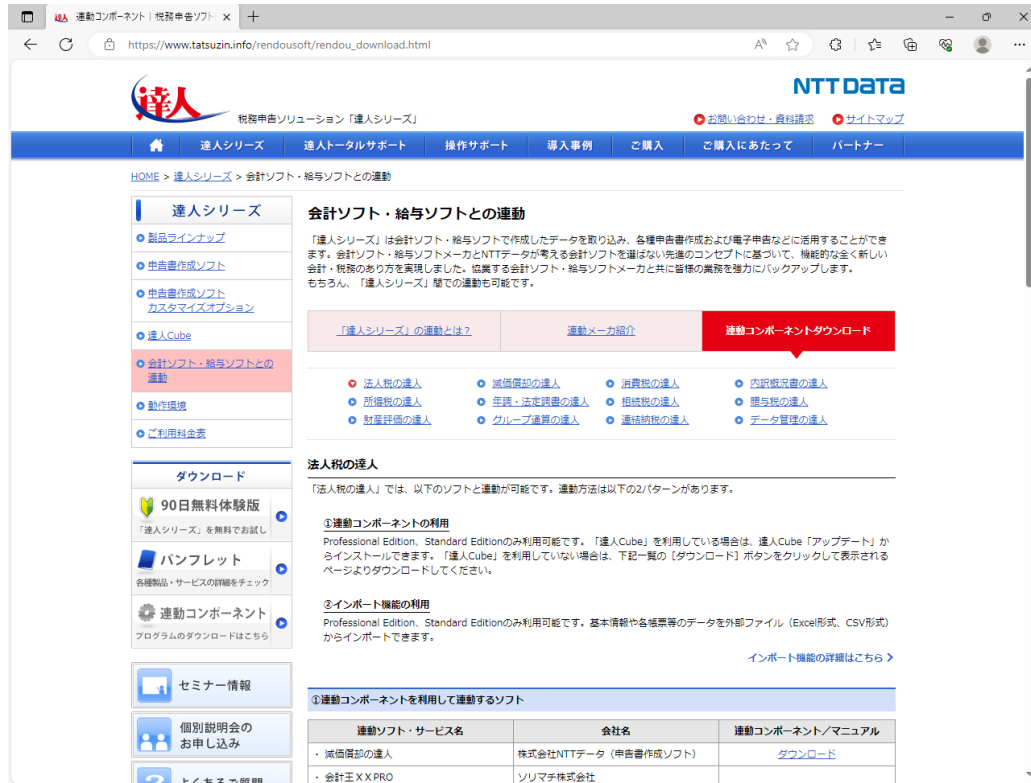 達人 連動コンポーネント｜税務申告ソフト
https://www.tatsuzin.info/rendousoft/rendou_download.html
達人
税務申告ソリューション「達人シリーズ」
NTT DATA
お問い合わせ・資料請求 サイトマップ
達人シリーズ 達人トータルサポート 操作サポート 導入事例 ご購入 ご購入にあたって パートナー
HOME > 達人シリーズ > 会計ソフト・給与ソフトとの連動
達人シリーズ
製品ラインナップ
申告書作成ソフト
申告書作成ソフト
カスタマイズオプション
達人Cube
会計ソフト・給与ソフトとの
連動
動作環境
ご利用料金表
ダウンロード
90日無料体験版
「達人シリーズ」を無料でお試し
パンフレット
各種製品・サービスの詳細をチェック
連動コンポーネント
プログラムのダウンロードはこちら
セミナー情報
個別説明会の
お申し込み
よくあるご質問
会計ソフト・給与ソフトとの連動
「達人シリーズ」は会計ソフト・給与ソフトで作成したデータを取り込み、各種申告書作成および電子申告などに活用することができ
ます。会計ソフト・給与ソフトメーカとNTTデータが考える会計ソフトを選ばない先進のコンセプトに基づいて、機能的な全く新しい
会計・税務のあり方を実現しました。協業する会計ソフト・給与ソフトメーカと共に皆様の業務を強力にバックアップします。
もちろん、「達人シリーズ」間での連動も可能です。
「達人シリーズ」の連動とは？ 連動メーカ紹介 連動コンポーネントダウンロード
法人税の達人 減価償却の達人 消費税の達人 内訳概況書の達人
所得税の達人 年調・法定調書の達人 相続税の達人 贈与税の達人
財産評価の達人 グループ通算の達人 連結納税の達人 データ管理の達人
法人税の達人
「法人税の達人」では、以下のソフトと連動が可能です。連動方法は以下の2パターンがあります。
①連動コンポーネントの利用
Professional Edition、Standard Editionのみ利用可能です。「達人Cube」を利用している場合は、達人Cube「アップデート」か
らインストールできます。「達人Cube」を利用していない場合は、下記一覧の［ダウンロード］ボタンをクリックして表示される
ページよりダウンロードしてください。
②インポート機能の利用
Professional Edition、Standard Editionのみ利用可能です。基本情報や各帳票等のデータを外部ファイル（Excel形式、CSV形式）
からインポートできます。
インポート機能の詳細はこちら
①連動コンポーネントを利用して連動するソフト
連動ソフト・サービス名 会社名 連動コンポーネント／マニュアル
・ 減価償却の達人 株式会社NTTデータ（申告書作成ソフト） ダウンロード
・ 会計王ＸＸPRO ソリマチ株式会社